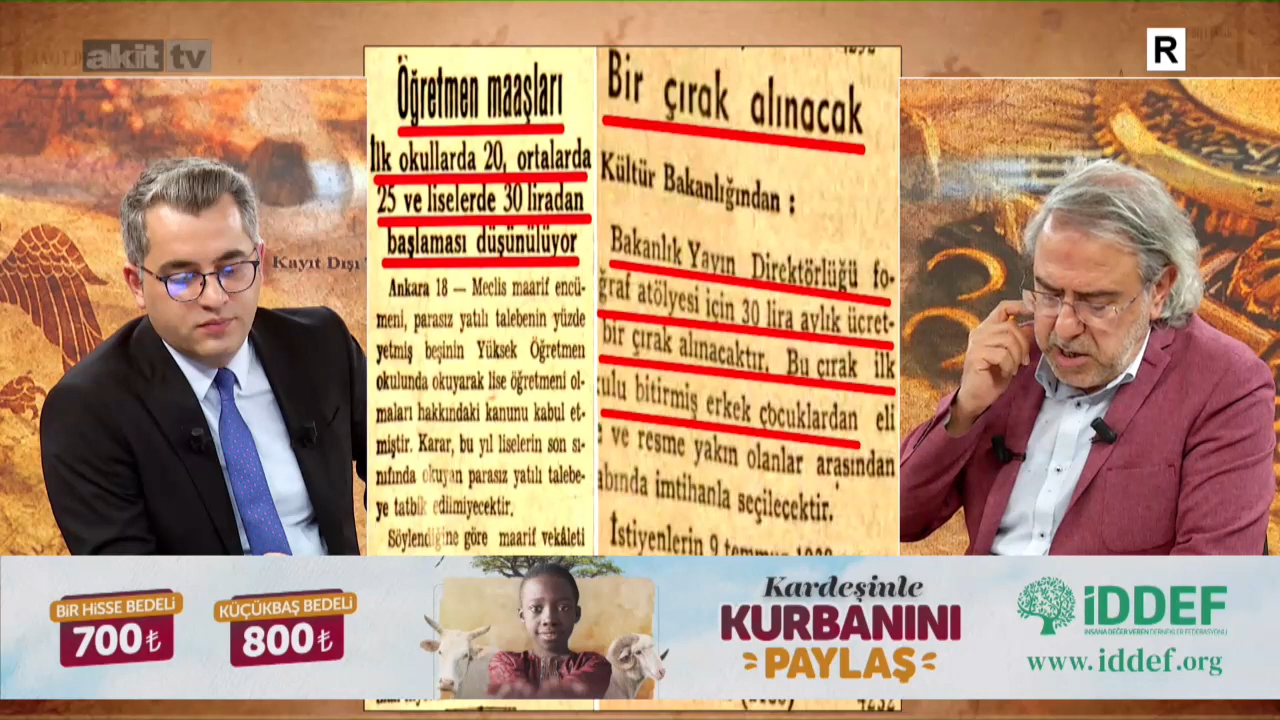 akit tv
R
Öğretmen maaşları
İlk okullarda 20, ortalarda
25 ve liselerde 30 liradan
başlaması düşünülüyor
Ankara 18 — Meclis maarif encü-
meni, parasız yatılı talebenin yüzde
yetmiş beşinin Yüksek Öğretmen
okulunda okuyarak lise öğretmeni ol-
maları hakkındaki kanunu kabul et-
miştir. Karar, bu yıl liselerin son sı-
nıfında okuyan parasız yatılı talebe-
ye tatbik edilmiyecektir.
Söylendiğine göre maarif vekâleti
Bir çırak alınacak
Kültür Bakanlığından :
Bakanlık Yayın Direktörlüğü fo-
ğraf atölyesi için 30 lira aylık ücret-
bir çırak alınacaktır. Bu çırak ilk
kulu bitirmiş erkek çocuklardan eli
ve resme yakın olanlar arasından
abında imtihanla seçilecektir.
İstiyenlerin 9 temmuz
Kayıt Dışı
BİR HİSSE BEDELİ
700₺
KÜÇÜKBAŞ BEDELİ
800₺
Kardeşinle
KURBANINI
PAYLAŞ
iDDEF
İNSANA DEĞER VEREN DERNEKLER FEDERASYONU
www.iddef.org
4232